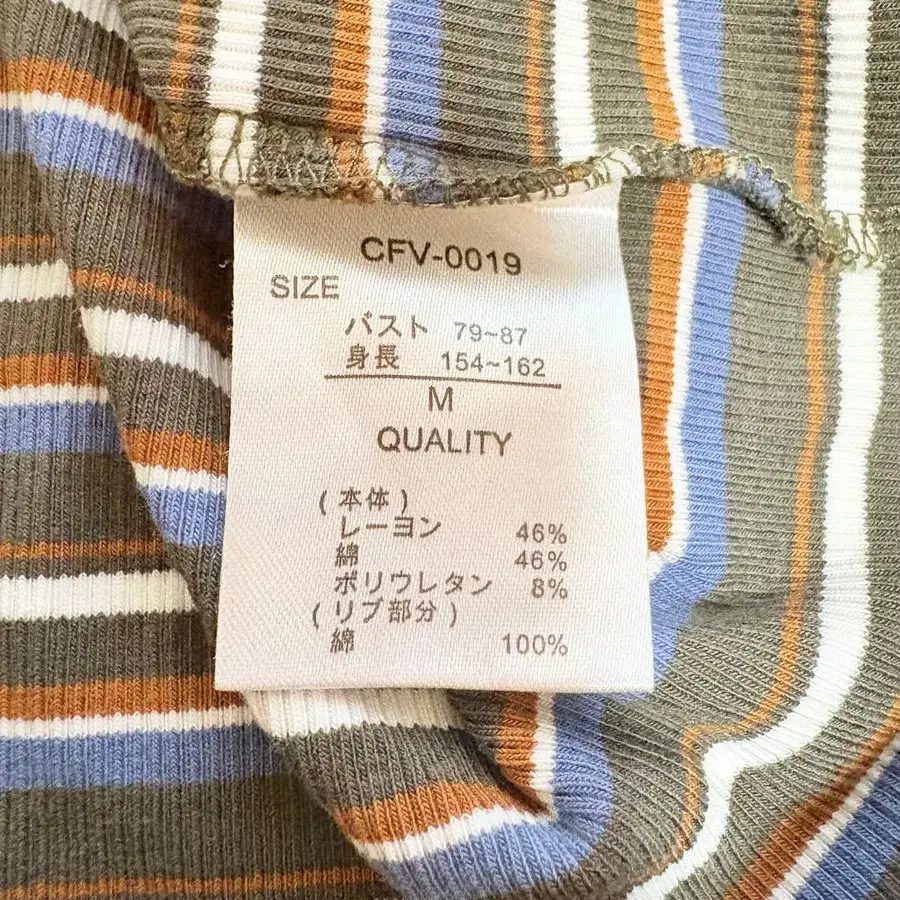 CFV-0019
SIZE
バスト 79~87
身長 154~162
M
QUALITY
(本体)
レーヨン 46%
綿 46%
ポリウレタン 8%
(リブ部分)
綿 100%